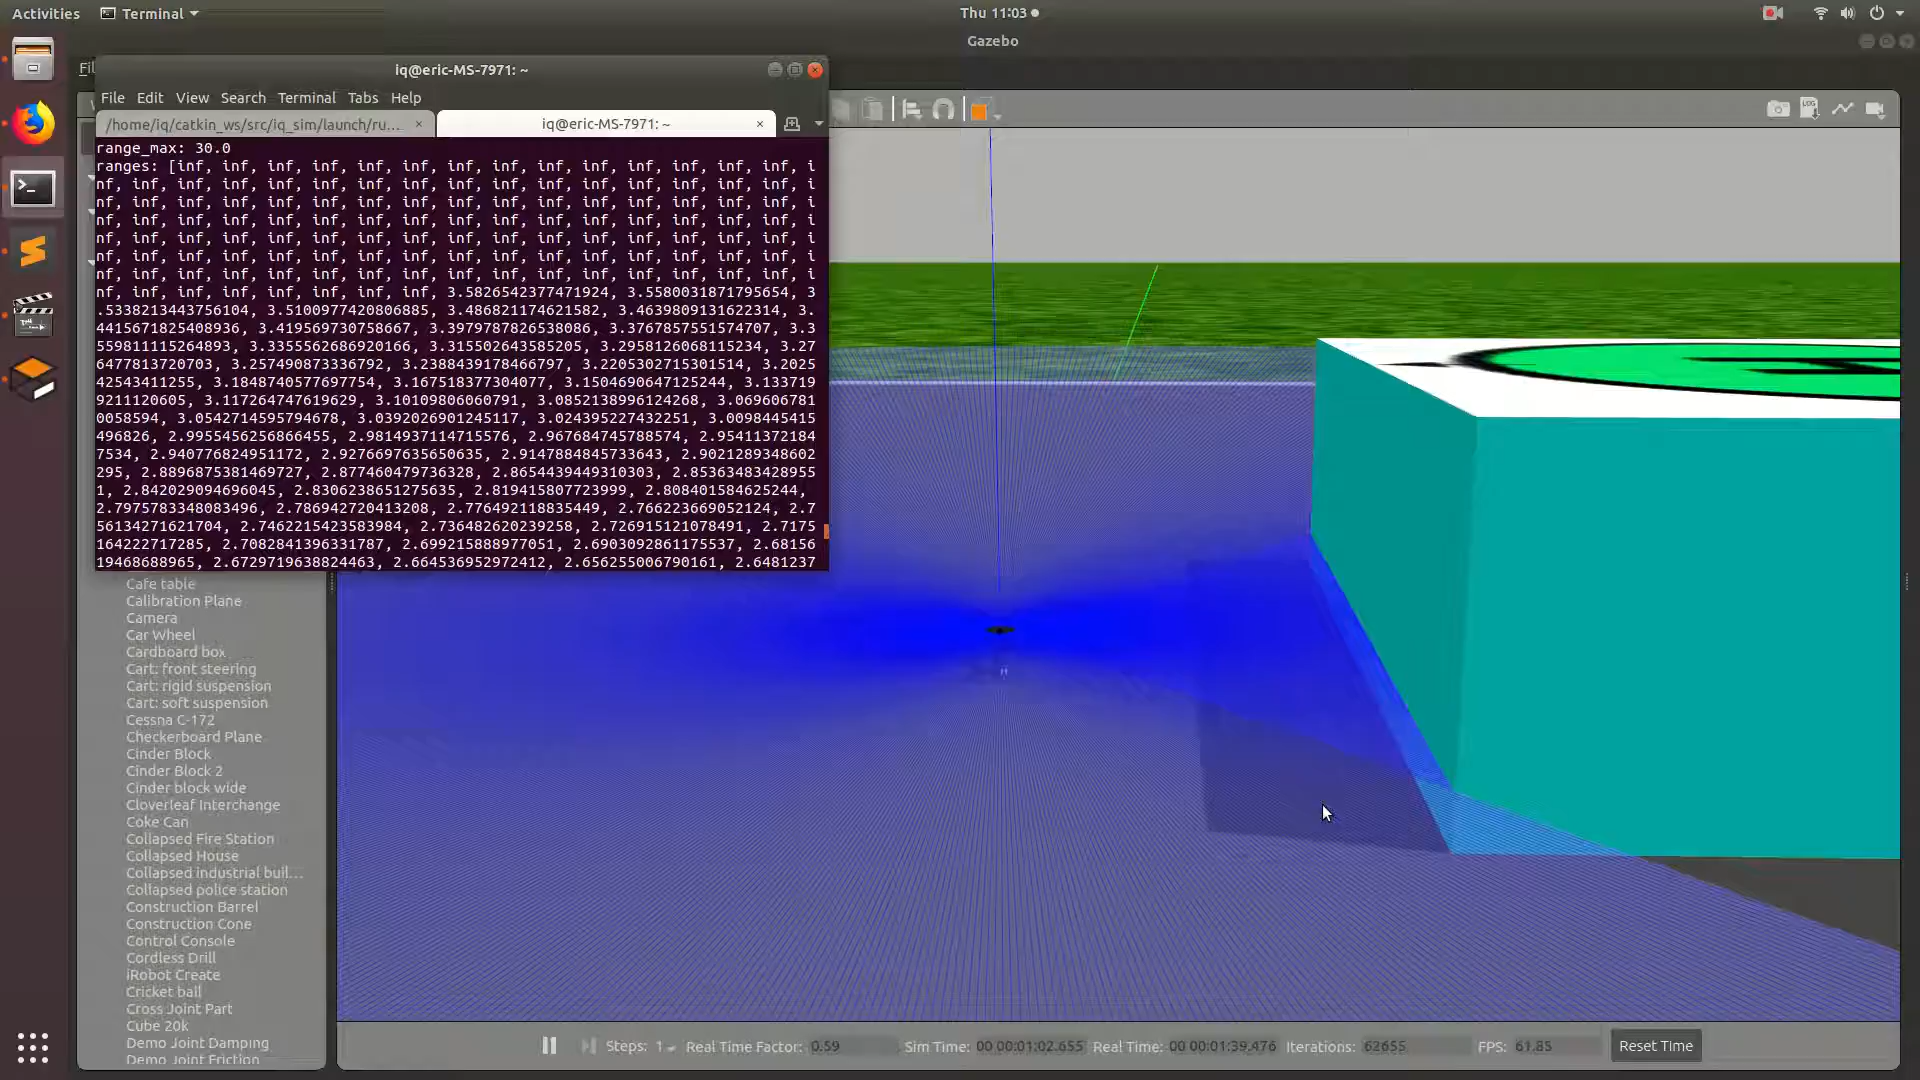 Activities Terminal Thu 11:03
Gazebo
Fil
iq@eric-MS-7971: ~
File Edit View Search Terminal Tabs Help
/home/iq/catkin_ws/src/iq_sim/launch/ru... × iq@eric-MS-7971: ~ ×
range_max: 30.0
ranges: [inf, inf, inf, inf, inf, inf, inf, inf, inf, inf, inf, inf, inf, inf, i
nf, inf, inf, inf, inf, inf, inf, inf, inf, inf, inf, inf, inf, inf, inf, inf, i
nf, inf, inf, inf, inf, inf, inf, inf, inf, inf, inf, inf, inf, inf, inf, inf, i
nf, inf, inf, inf, inf, inf, inf, inf, inf, inf, inf, inf, inf, inf, inf, inf, i
nf, inf, inf, inf, inf, inf, inf, inf, inf, inf, inf, inf, inf, inf, inf, inf, i
nf, inf, inf, inf, inf, inf, inf, inf, inf, inf, inf, inf, inf, inf, inf, inf, i
nf, inf, inf, inf, inf, inf, inf, inf, inf, inf, inf, inf, inf, inf, inf, inf, i
nf, inf, inf, inf, inf, inf, inf, inf, 3.5826542377471924, 3.5580031871795654, 3
.5338213443756104, 3.5100977420806885, 3.486821174621582, 3.4639809131622314, 3.
4415671825408936, 3.419569730758667, 3.3979787826538086, 3.3767857551574707, 3.3
559811115264893, 3.3355562686920166, 3.315502643585205, 3.2958126068115234, 3.27
64778137207​03, 3.2574908733367​92, 3.2388439178466797, 3.2205302715301514, 3.2025
42543411255, 3.1848740577697754, 3.167518377304077, 3.1504690647125244, 3.133719
9211120605, 3.117264747619629, 3.10109806060791, 3.0852138996124268, 3.069606781
0058594, 3.0542714595794678, 3.0392026901245117, 3.024395227432251, 3.0098445415
496826, 2.9955456256866455, 2.9814937114715576, 2.967684745788574, 2.95411372184
7534, 2.940776824951172, 2.9276697635650635, 2.9147884845733643, 2.9021289348602
295, 2.8896875381469727, 2.877460479736328, 2.8654439449310303, 2.85363483428955
1, 2.842029094696045, 2.8306238651275635, 2.819415807723999, 2.808401584625244,
2.7975783348083496, 2.786942720413208, 2.776492118835449, 2.766223669052124, 2.7
56134271621704, 2.7462215423583984, 2.736482620239258, 2.726915121078491, 2.7175
164222717285, 2.7082841396331787, 2.699215888977051, 2.6903092861175537, 2.68156
19468688965, 2.6729719638824463, 2.664536952972412, 2.656255006790161, 2.6481237
Cafe table
Calibration Plane
Camera
Car Wheel
Cardboard box
Cart: front steering
Cart: rigid suspension
Cart: soft suspension
Cessna C-172
Checkerboard Plane
Cinder Block
Cinder Block 2
Cinder block wide
Cloverleaf Interchange
Coke Can
Collapsed Fire Station
Collapsed House
Collapsed industrial buil...
Collapsed police station
Construction Barrel
Construction Cone
Control Console
Cordless Drill
iRobot Create
Cricket ball
Cross Joint Part
Cube 20k
Demo Joint Damping
Demo Joint Friction
Steps: 1 Real Time Factor: 0.59 Sim Time: 00 00:01:02.655 Real Time: 00 00:01:39.476 Iterations: 62655 FPS: 61.85 Reset Time